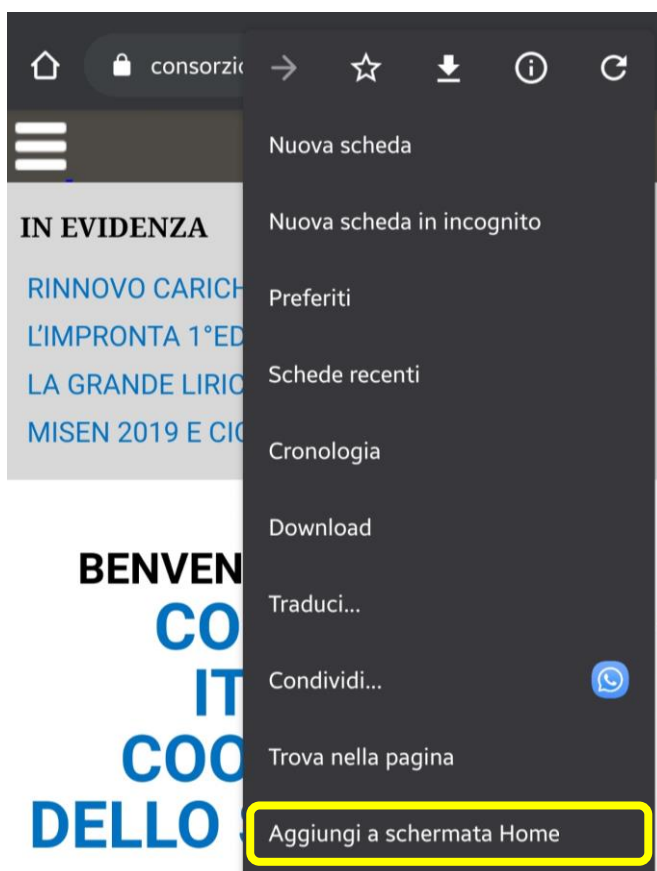 consorzio
Nuova scheda
Nuova scheda in incognito
Preferiti
Schede recenti
Cronologia
Download
Traduci...
Condividi...
Trova nella pagina
Aggiungi a schermata Home
IN EVIDENZA
RINNOVO CARICH
L'IMPRONTA 1°ED
LA GRANDE LIRIC
MISEN 2019 E CIO
BENVEN
CO
IT
COO
DELLO